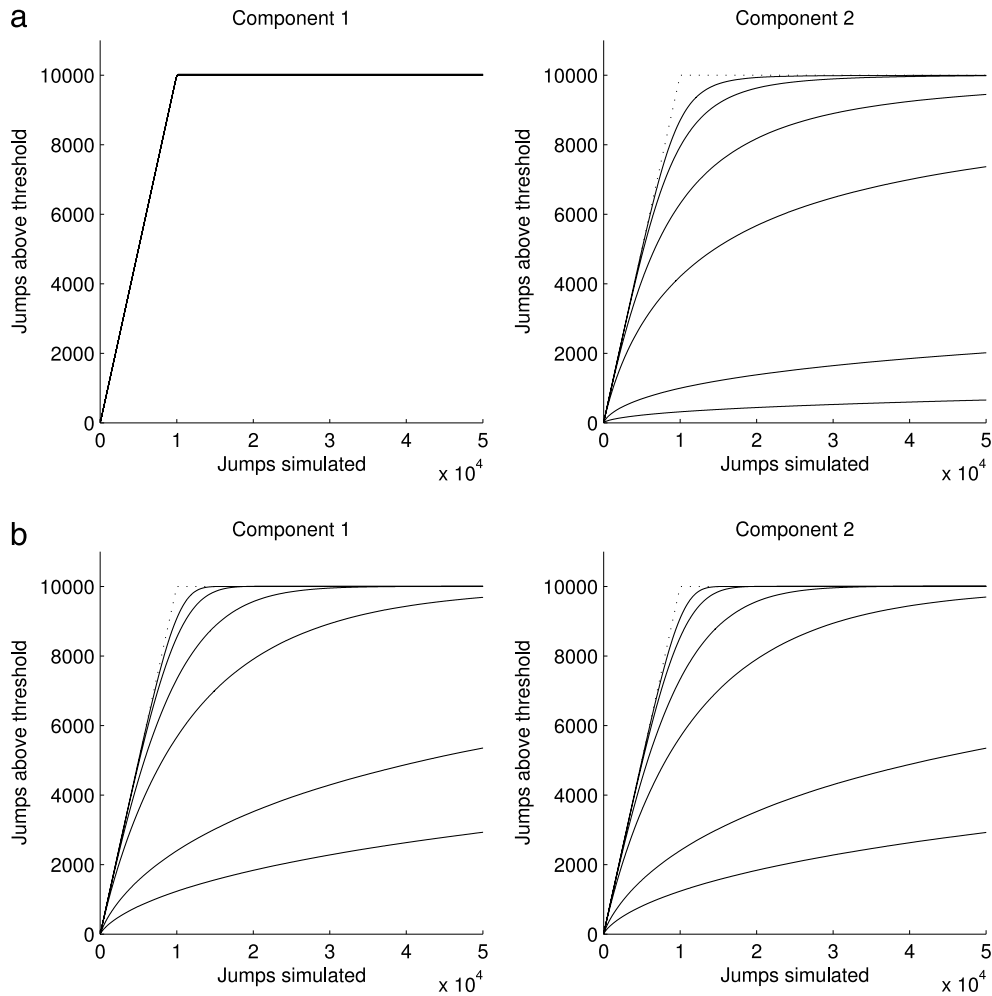 a
Component 1
Component 2
10000
8000
6000
4000
2000
0
Jumps above threshold
0 1 2 3 4 5
Jumps simulated
x 10^4
10000
8000
6000
4000
2000
0
Jumps above threshold
0 1 2 3 4 5
Jumps simulated
x 10^4
b
Component 1
Component 2
10000
8000
6000
4000
2000
0
Jumps above threshold
0 1 2 3 4 5
Jumps simulated
x 10^4
10000
8000
6000
4000
2000
0
Jumps above threshold
0 1 2 3 4 5
Jumps simulated
x 10^4